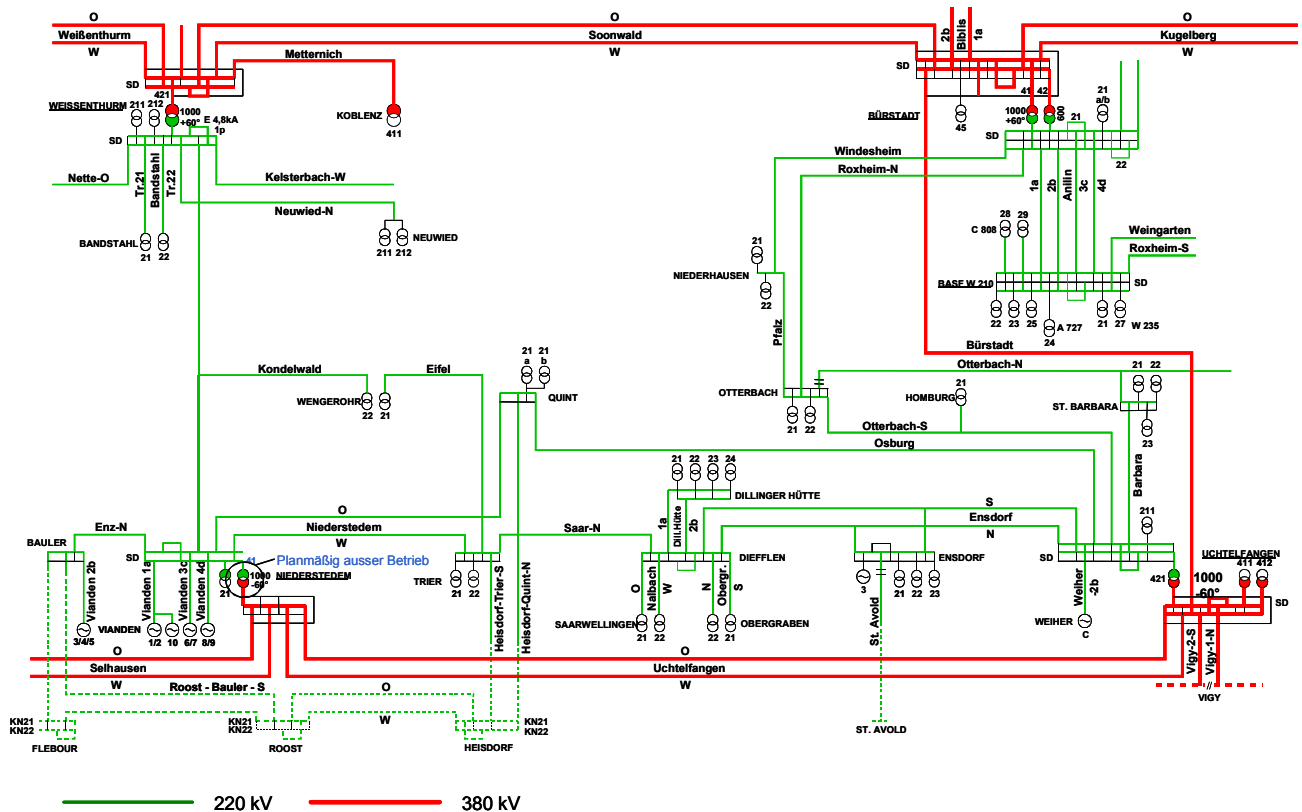 O
Weißenthurm
W
Metternich
SD
421
WEISSENTHURM
211
212
1000
+60°
E 4,8kA
1p
SD
KOBLENZ
411
Nette-O
Tr.21
Bandstahl
Tr.22
Kelsterbach-W
Neuwied-N
BANDSTAHL
21
22
NEUWIED
211
212
O
Soonwald
W
2b
Biblis
1a
O
Kugelberg
W
SD
BÜRSTADT
45
41
42
1000
+60°
600
21
a/b
21
SD
22
Windesheim
Roxheim-N
1a
2b
Anilin
3c
4d
28
29
C 808
Weingarten
Roxheim-S
BASF W 210
SD
22
23
25
24
A 727
21
27
W 235
21
NIEDERHAUSEN
22
Pfalz
Bürstadt
Otterbach-N
OTTERBACH
21
22
HOMBURG
21
21
22
ST. BARBARA
23
Otterbach-S
Osburg
Barbara
Kondelwald
Eifel
WENGEROHR
22
21
21
a
21
b
QUINT
21
22
23
24
DILLINGER HÜTTE
1a
Dill.Hütte
2b
S
Ensdorf
N
211
Enz-N
O
Niederstedem
W
Saar-N
BAULER
SD
41
Planmäßig ausser Betrieb
1000
-60°
NIEDERSTEDEM
21
Vianden 2b
Vianden 1a
Vianden 3c
Vianden 4d
3/4/5
VIANDEN
1/2
10
6/7
8/9
TRIER
21
22
Heisdorf-Trier-S
Heisdorf-Quint-N
DIEFFLEN
O
Nalbach
W
N
Obergr.
S
SAARWELLINGEN
21
22
22
21
OBERGRABEN
ENSDORF
3
21
22
23
St. Avold
ST. AVOLD
SD
Weiher
-2b
WEIHER
C
421
1000
-60°
UCHTELFANGEN
411
412
SD
Vigy-2-S
Vigy-1-N
VIGY
O
Selhausen
W
O
Uchtelfangen
W
Roost - Bauler - S
O
W
KN21
KN22
FLEBOUR
KN21
KN22
ROOST
KN21
KN22
HEISDORF
220 kV
380 kV